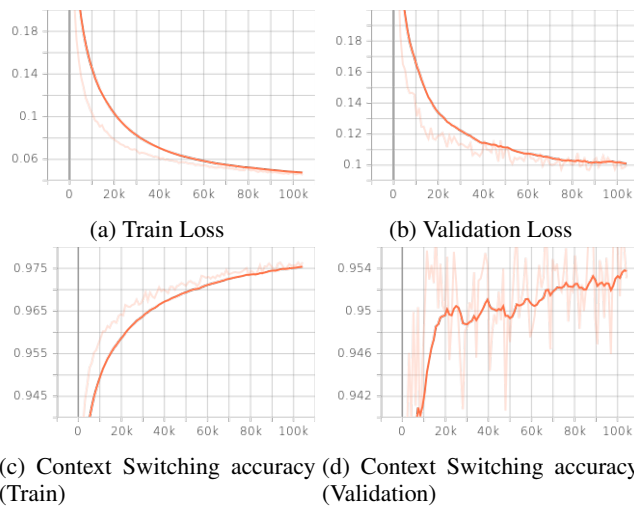 0.18
0.14
0.1
0.06
0 20k 40k 60k 80k 100k
(a) Train Loss
0.18
0.16
0.14
0.12
0.1
0 20k 40k 60k 80k 100k
(b) Validation Loss
0.975
0.965
0.955
0.945
0 20k 40k 60k 80k 100k
(c) Context Switching accuracy
(Train)
0.954
0.95
0.946
0.942
0 20k 40k 60k 80k 100k
(d) Context Switching accuracy
(Validation)